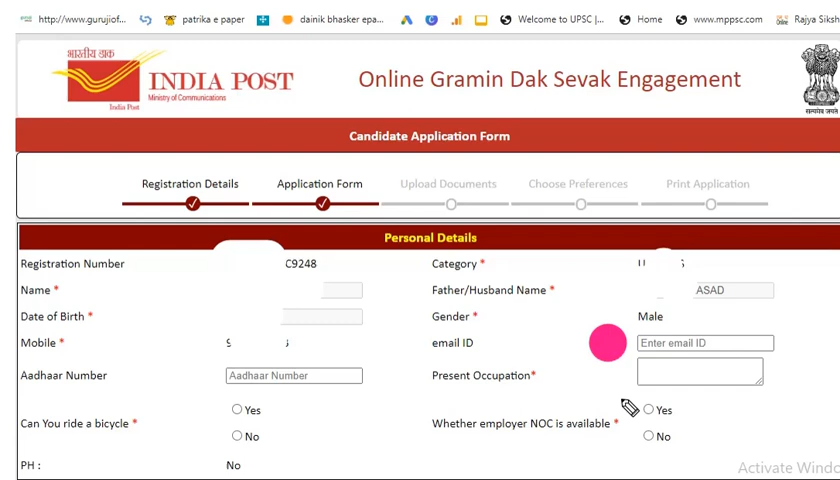 http://www.gurujiof... patrika e paper dainik bhasker epa... Welcome to UPSC |... Home www.mppsc.com Rajya Siksh
भारतीय डाक
INDIA POST
Ministry of Communications
India Post
Online Gramin Dak Sevak Engagement
सत्यमेव जयते
Candidate Application Form
Registration Details Application Form Upload Documents Choose Preferences Print Application
Personal Details
Registration Number C9248 Category *
Name * Father/Husband Name * ASAD
Date of Birth * Gender * Male
Mobile * 9 email ID Enter email ID
Aadhaar Number Aadhaar Number Present Occupation*
Can You ride a bicycle * Yes Whether employer NOC is available * Yes
No No
PH : No
Activate Windo